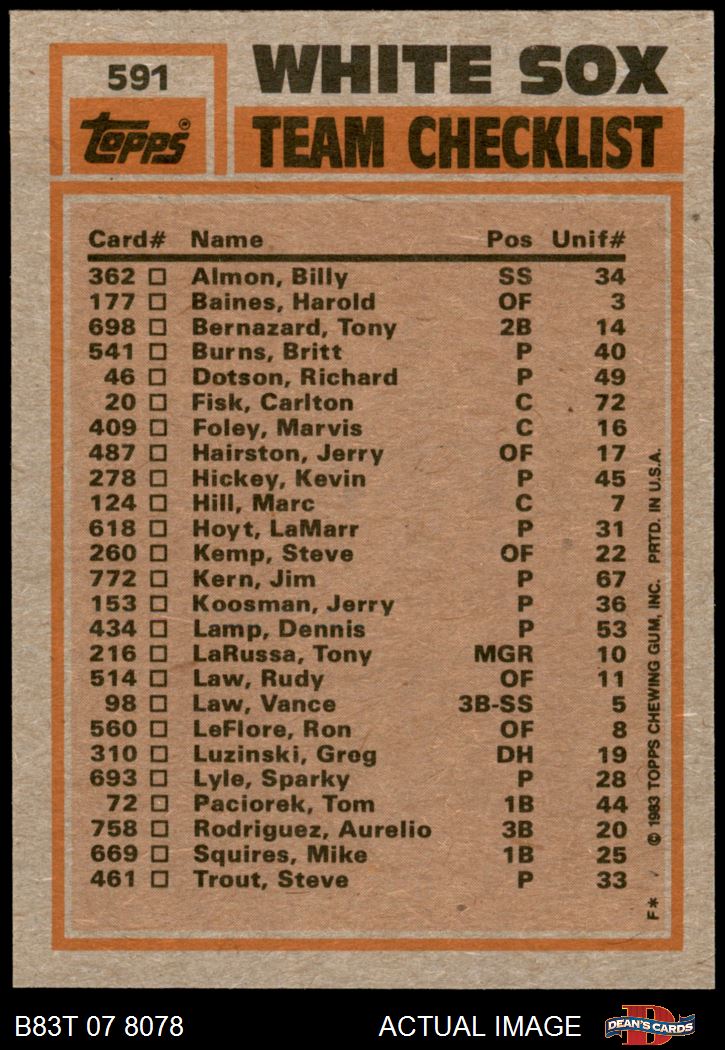 591
Topps
WHITE SOX
TEAM CHECKLIST
Card# Name Pos Unif#
362 Almon, Billy SS 34
177 Baines, Harold OF 3
698 Bernazard, Tony 2B 14
541 Burns, Britt P 40
46 Dotson, Richard P 49
20 Fisk, Carlton C 72
409 Foley, Marvis C 16
487 Hairston, Jerry OF 17
278 Hickey, Kevin P 45
124 Hill, Marc C 7
618 Hoyt, LaMarr P 31
260 Kemp, Steve OF 22
772 Kern, Jim P 67
153 Koosman, Jerry P 36
434 Lamp, Dennis P 53
216 LaRussa, Tony MGR 10
514 Law, Rudy OF 11
98 Law, Vance 3B-SS 5
560 LeFlore, Ron OF 8
310 Luzinski, Greg DH 19
693 Lyle, Sparky P 28
72 Paciorek, Tom 1B 44
758 Rodriguez, Aurelio 3B 20
669 Squires, Mike 1B 25
461 Trout, Steve P 33
F* © 1983 TOPPS CHEWING GUM, INC. PRTD. IN U.S.A.
B83T 07 8078 ACTUAL IMAGE
D
DEAN'S CARDS